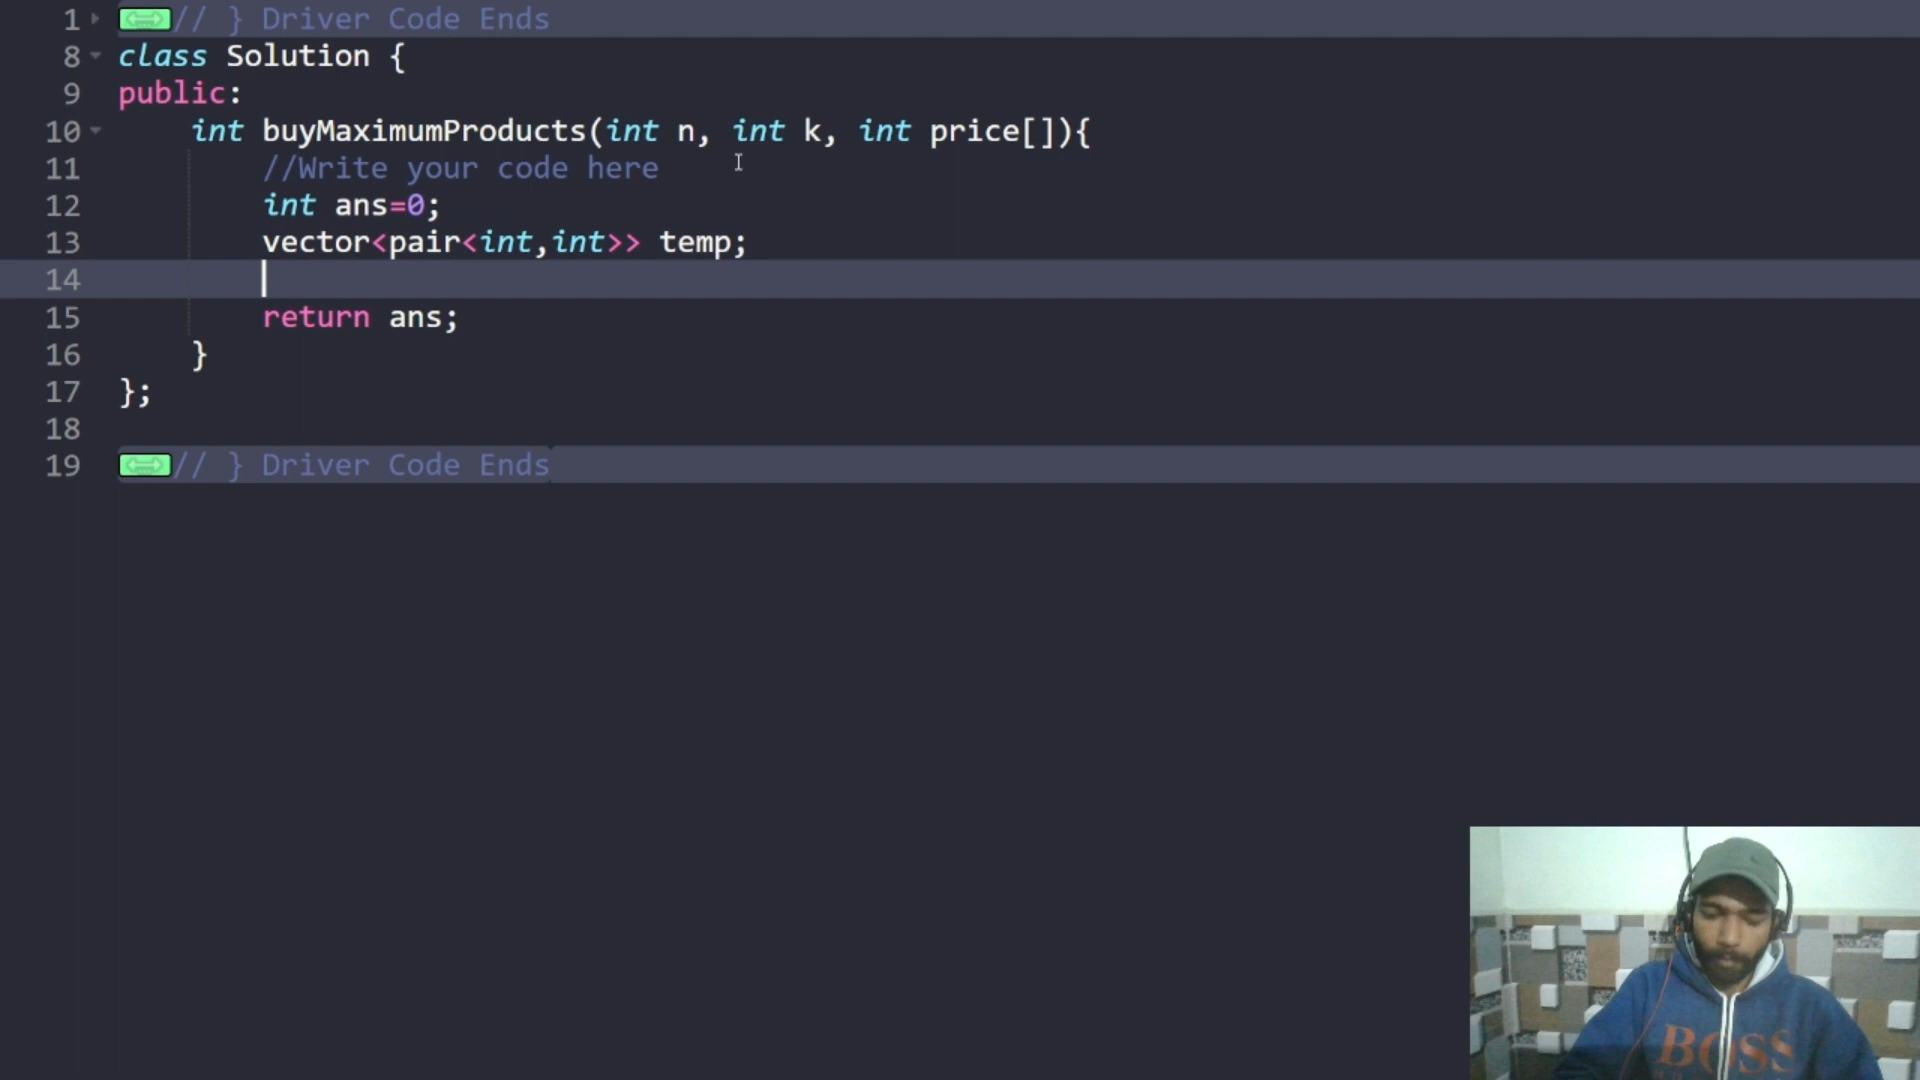 1 // } Driver Code Ends
8 class Solution {
9 public:
10 int buyMaximumProducts(int n, int k, int price[]){
11 //Write your code here
12 int ans=0;
13 vector<pair<int,int>> temp;
14
15 return ans;
16 }
17 };
18
19 // } Driver Code Ends
BOSS